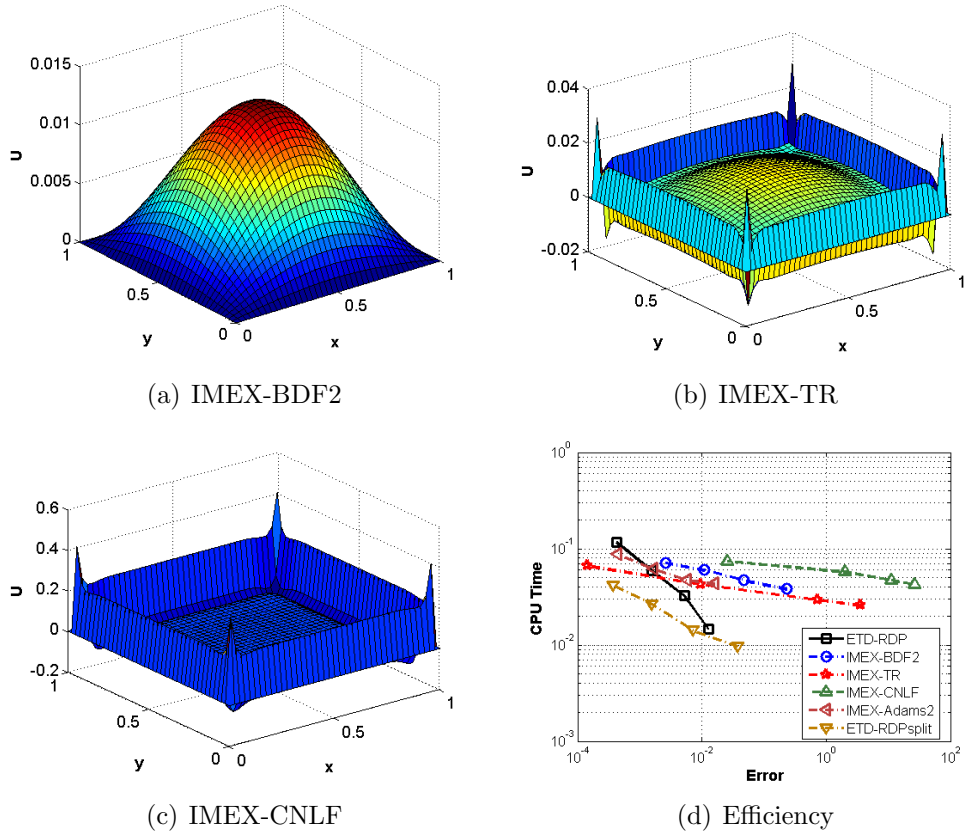 0.015
0.01
0.005
0
U
1
0.5
0
y
0
0.5
1
x
(a) IMEX-BDF2
0.04
0.02
0
-0.02
U
1
0.5
0
y
0
0.5
1
x
(b) IMEX-TR
0.6
0.4
0.2
0
-0.2
U
1
0.5
0
y
0
0.5
1
x
(c) IMEX-CNLF
10^0
10^-1
10^-2
10^-3
CPU Time
ETD-RDP
IMEX-BDF2
IMEX-TR
IMEX-CNLF
IMEX-Adams2
ETD-RDPsplit
10^-4
10^-2
10^0
10^2
Error
(d) Efficiency